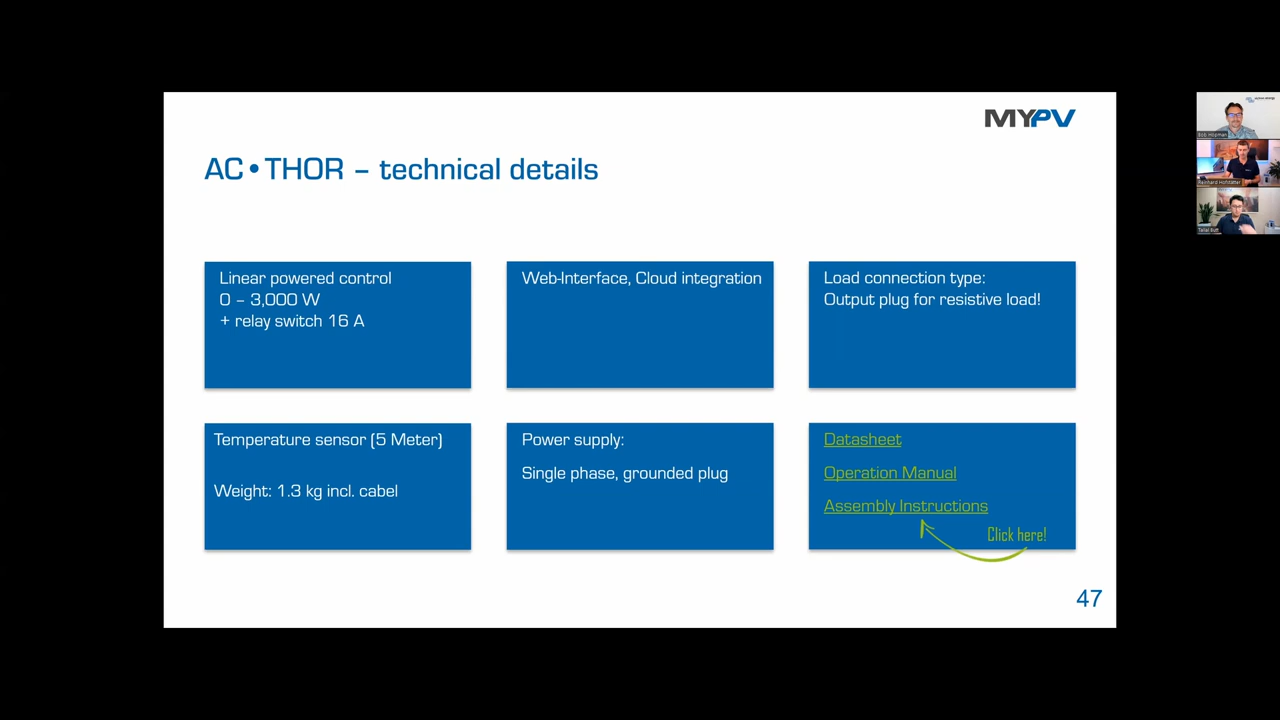 MYPV
AC•THOR – technical details
Linear powered control
0 – 3,000 W
+ relay switch 16 A
Web-Interface, Cloud integration
Load connection type:
Output plug for resistive load!
Temperature sensor (5 Meter)
Weight: 1.3 kg incl. cabel
Power supply:
Single phase, grounded plug
Datasheet
Operation Manual
Assembly Instructions
Click here!
47
Reinhard Hofstätter